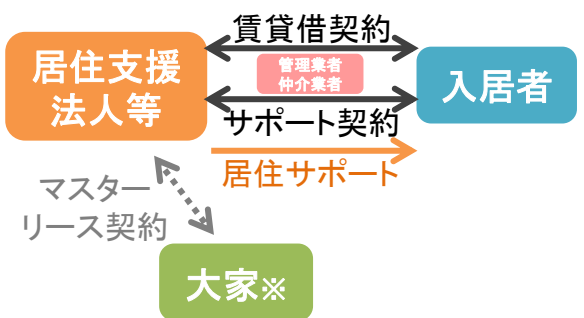 賃貸借契約
居住支援
法人等
管理業者
仲介業者
入居者
サポート契約
居住サポート
マスター
リース契約
大家※